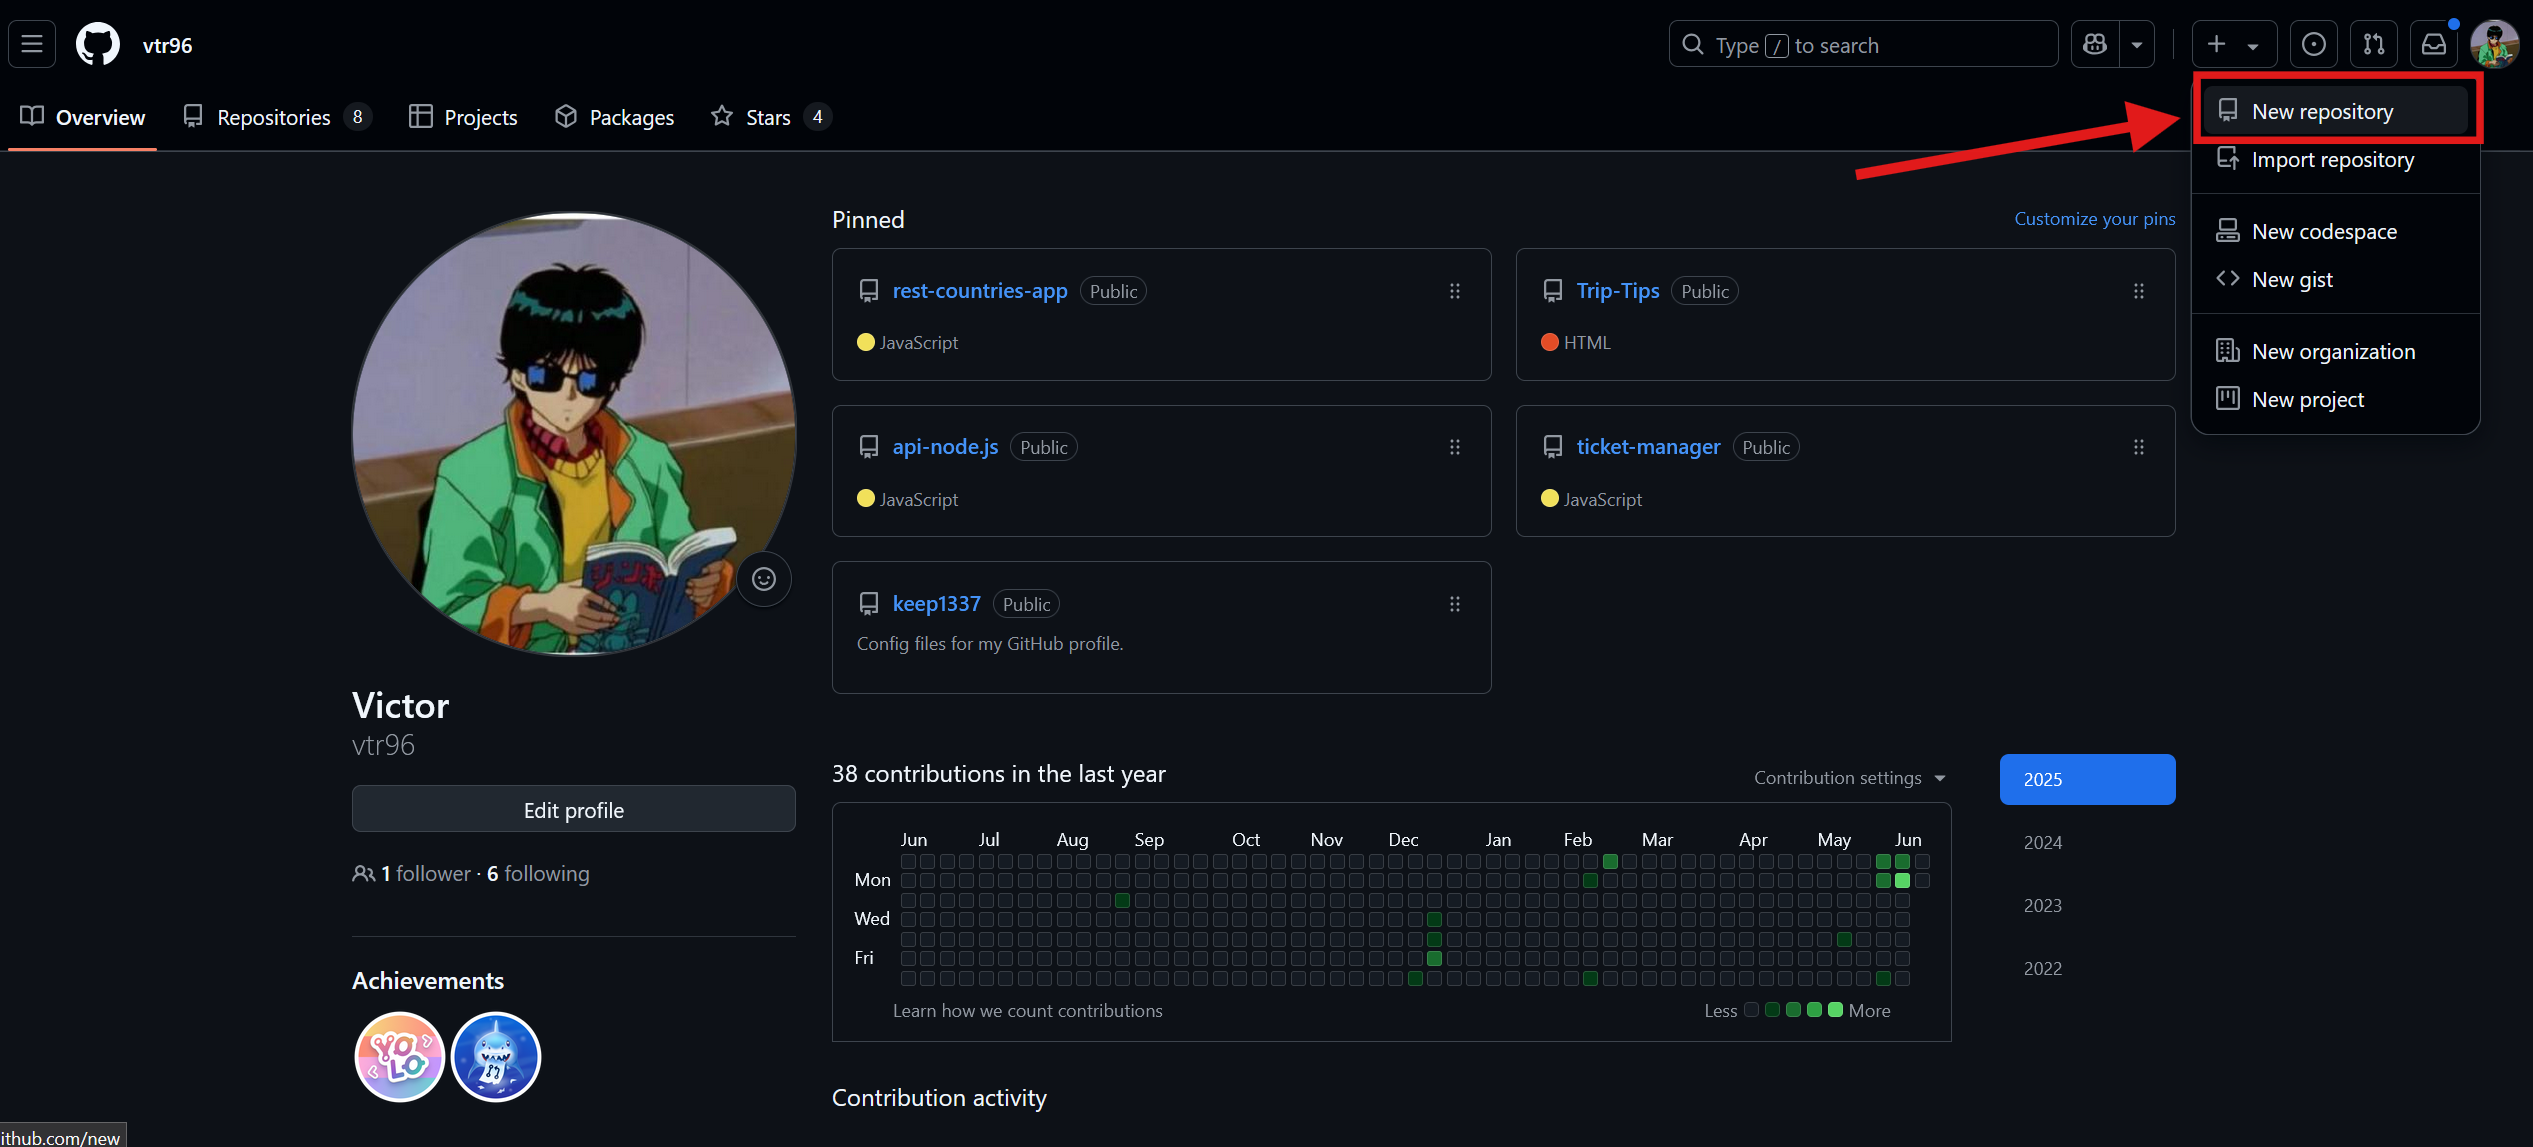 vtr96
Type / to search
Overview
Repositories 8
Projects
Packages
Stars 4
New repository
Import repository
New codespace
New gist
New organization
New project
Pinned
Customize your pins
rest-countries-app Public
JavaScript
Trip-Tips Public
HTML
api-node.js Public
JavaScript
ticket-manager Public
JavaScript
keep1337 Public
Config files for my GitHub profile.
Victor
vtr96
Edit profile
1 follower · 6 following
Achievements
YOLO
38 contributions in the last year
Contribution settings
2025
2024
2023
2022
Jun Jul Aug Sep Oct Nov Dec Jan Feb Mar Apr May Jun
Mon
Wed
Fri
Learn how we count contributions
Less More
Contribution activity
ithub.com/new